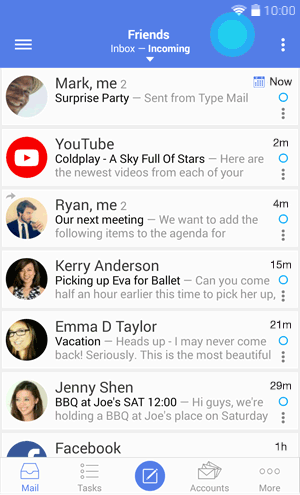 10:00
Friends
Inbox — Incoming
Mark, me 2 Now
Surprise Party — Sent from Type Mail
YouTube 2m
Coldplay - A Sky Full Of Stars — Here are
the newest videos from each of your
Ryan, me 2 4m
Our next meeting — We want to add the
following items to the agenda for
Kerry Anderson 15m
Picking up Eva for Ballet — Can you come
half an hour earlier this time to pick her up,
Emma D Taylor 21m
Vacation — Heads up - I may never come
back! Seriously. This is the most beautiful
Jenny Shen 29m
BBQ at Joe's SAT 12:00 — Hi guys, we're
holding a BBQ at Joe's place on Saturday
Facebook 1h
Mail Tasks Accounts More